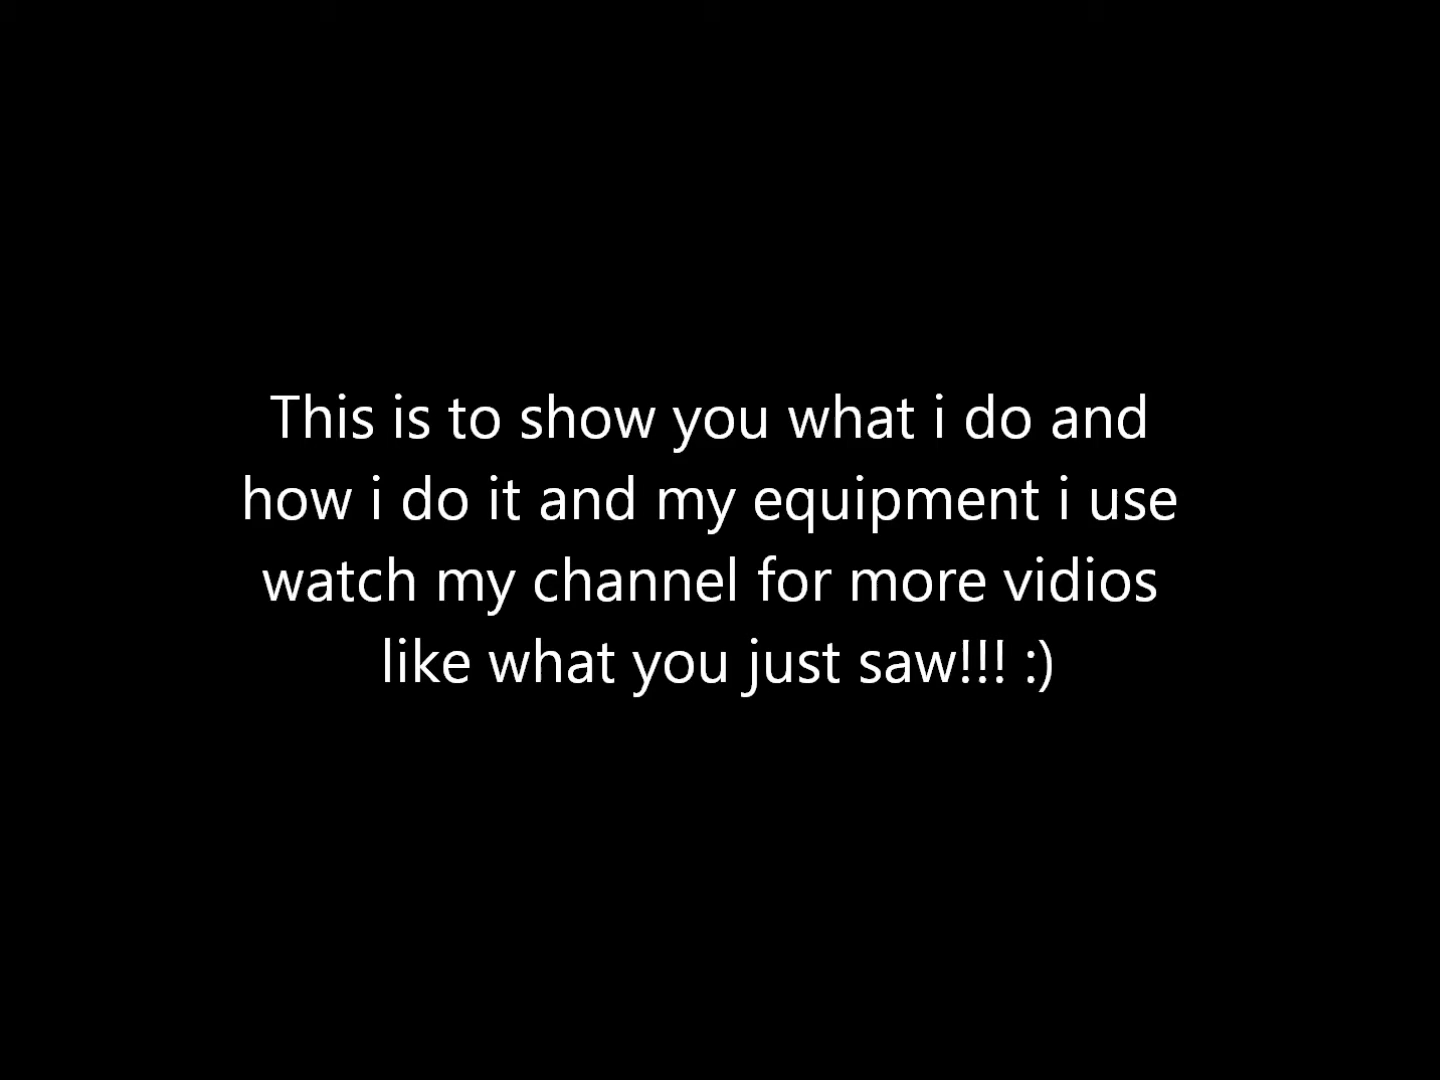 This is to show you what i do and
how i do it and my equipment i use
watch my channel for more vidios
like what you just saw!!! :)